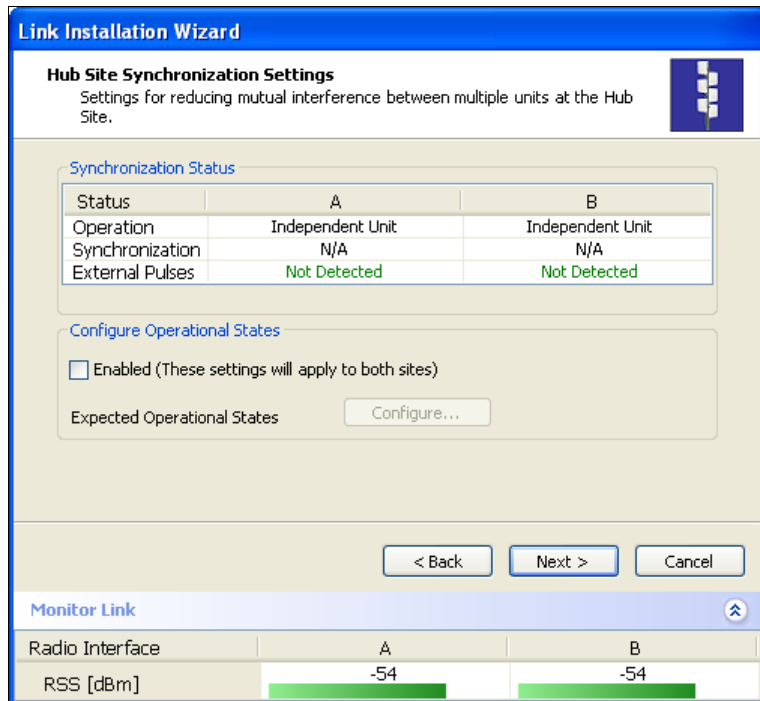 Link Installation Wizard
Hub Site Synchronization Settings
Settings for reducing mutual interference between multiple units at the Hub
Site.
Synchronization Status
Status A B
Operation Independent Unit Independent Unit
Synchronization N/A N/A
External Pulses Not Detected Not Detected
Configure Operational States
Enabled (These settings will apply to both sites)
Expected Operational States Configure...
< Back Next > Cancel
Monitor Link
Radio Interface A B
RSS [dBm] -54 -54